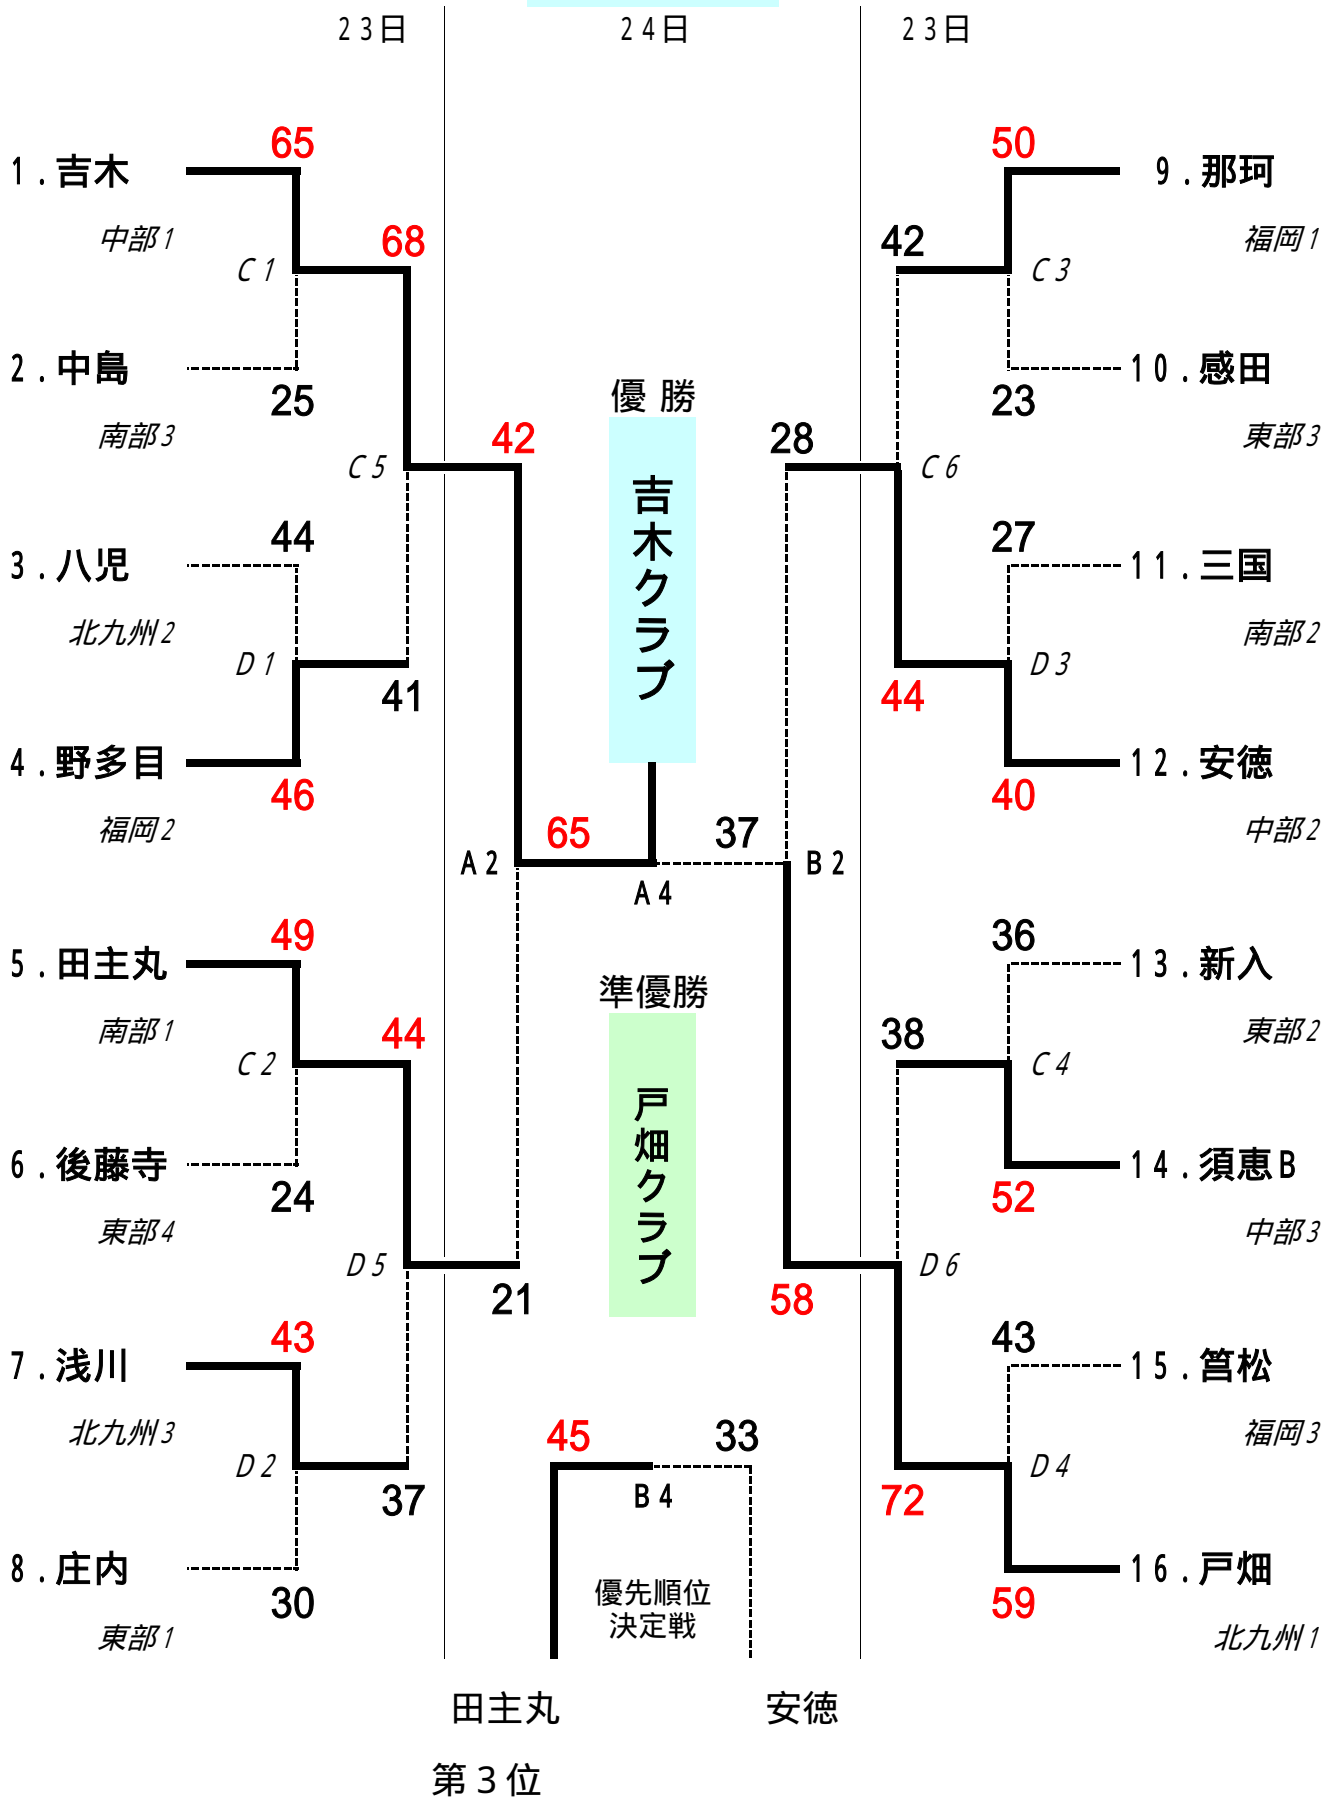 23日 24日 23日
65 50
1.吉木 9.那珂
中部1 68 42 福岡1
C1 C3
2.中島 10.感田
25 優 勝 23
南部3 42 28 東部3
C5 C6
44 27
3.八児 11.三国
北九州2 南部2
D1 D3
41 44
4.野多目 12.安徳
46 40
福岡2 中部2
吉木クラブ
65 37
A2 B2
A4
49 36
5.田主丸 13.新入
準優勝
南部1 44 38 東部2
C2 C4
6.後藤寺 14.須恵B
24 52
東部4 中部3
D5 D6
戸畑クラブ
21 58
43 43
7.浅川 15.筥松
北九州3 45 33 福岡3
D2 D4
37 B4 72
8.庄内 16.戸畑
30 優先順位 59
決定戦
東部1 北九州1
田主丸 安徳
第3位